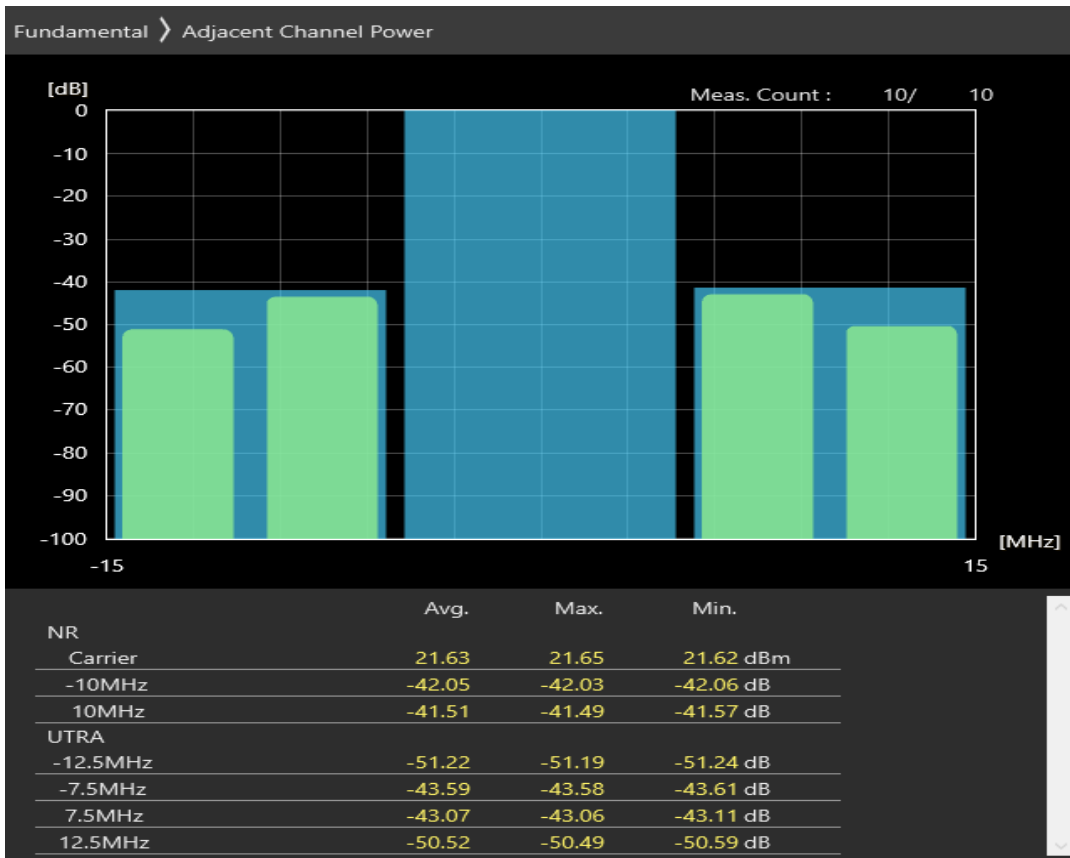 Fundamental 〉 Adjacent Channel Power
[dB]
Meas. Count : 10/ 10
0
-10
-20
-30
-40
-50
-60
-70
-80
-90
-100
[MHz]
-15 15
Avg. Max. Min.
NR
Carrier 21.63 21.65 21.62 dBm
-10MHz -42.05 -42.03 -42.06 dB
10MHz -41.51 -41.49 -41.57 dB
UTRA
-12.5MHz -51.22 -51.19 -51.24 dB
-7.5MHz -43.59 -43.58 -43.61 dB
7.5MHz -43.07 -43.06 -43.11 dB
12.5MHz -50.52 -50.49 -50.59 dB